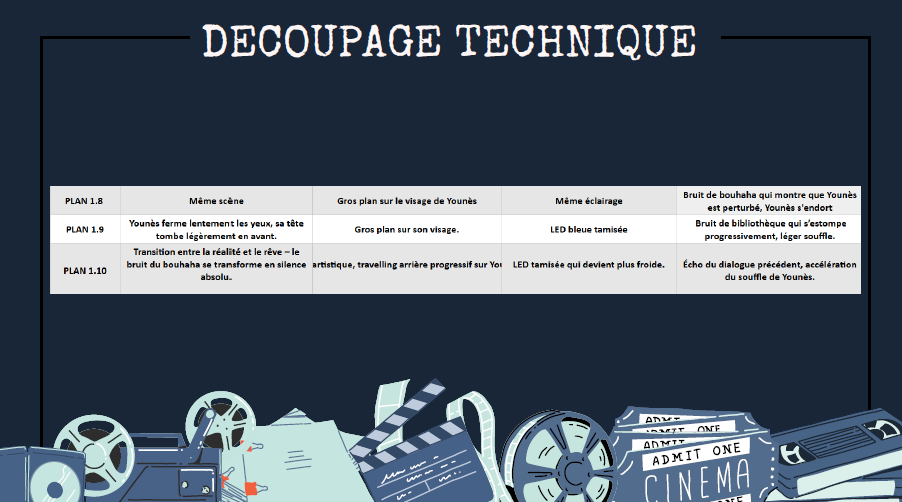 DECOUPAGE TECHNIQUE
PLAN 1.8
Même scène
Gros plan sur le visage de Younès
Même éclairage
Bruit de bouhaha qui montre que Younès
est perturbé, Younès s'endort
PLAN 1.9
Younès ferme lentement les yeux, sa tête
tombe légèrement en avant.
Gros plan sur son visage.
LED bleue tamisée
Bruit de bibliothèque qui s'estompe
progressivement, léger souffle.
PLAN 1.10
Transition entre la réalité et le rêve – le
bruit du bouhaha se transforme en silence
absolu.
artistique, travelling arrière progressif sur You
LED tamisée qui devient plus froide.
Écho du dialogue précédent, accélération
du souffle de Younès.
ADMIT ONE
ADMIT ONE
ADMIT ONE
ADMIT ONE
CINEMA